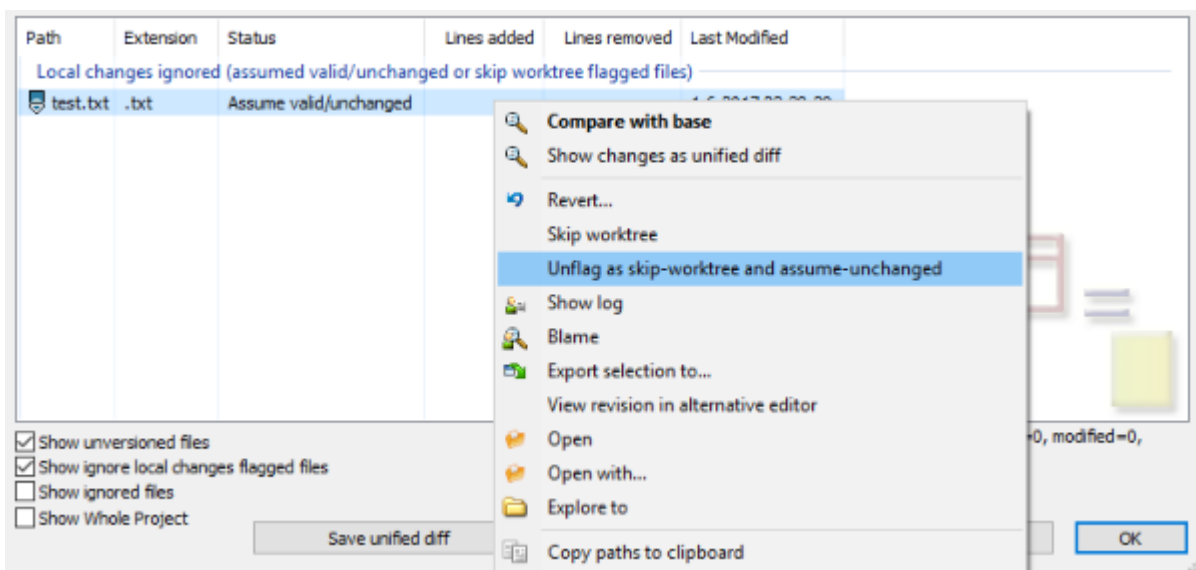 Path Extension Status Lines added Lines removed Last Modified
Local changes ignored (assumed valid/unchanged or skip worktree flagged files)
test.txt .txt Assume valid/unchanged
Compare with base
Show changes as unified diff
Revert...
Skip worktree
Unflag as skip-worktree and assume-unchanged
Show log
Blame
Export selection to...
View revision in alternative editor
Open
Open with...
Explore to
Copy paths to clipboard
Show unversioned files
=0, modified=0,
Show ignore local changes flagged files
Show ignored files
Show Whole Project
Save unified diff
OK